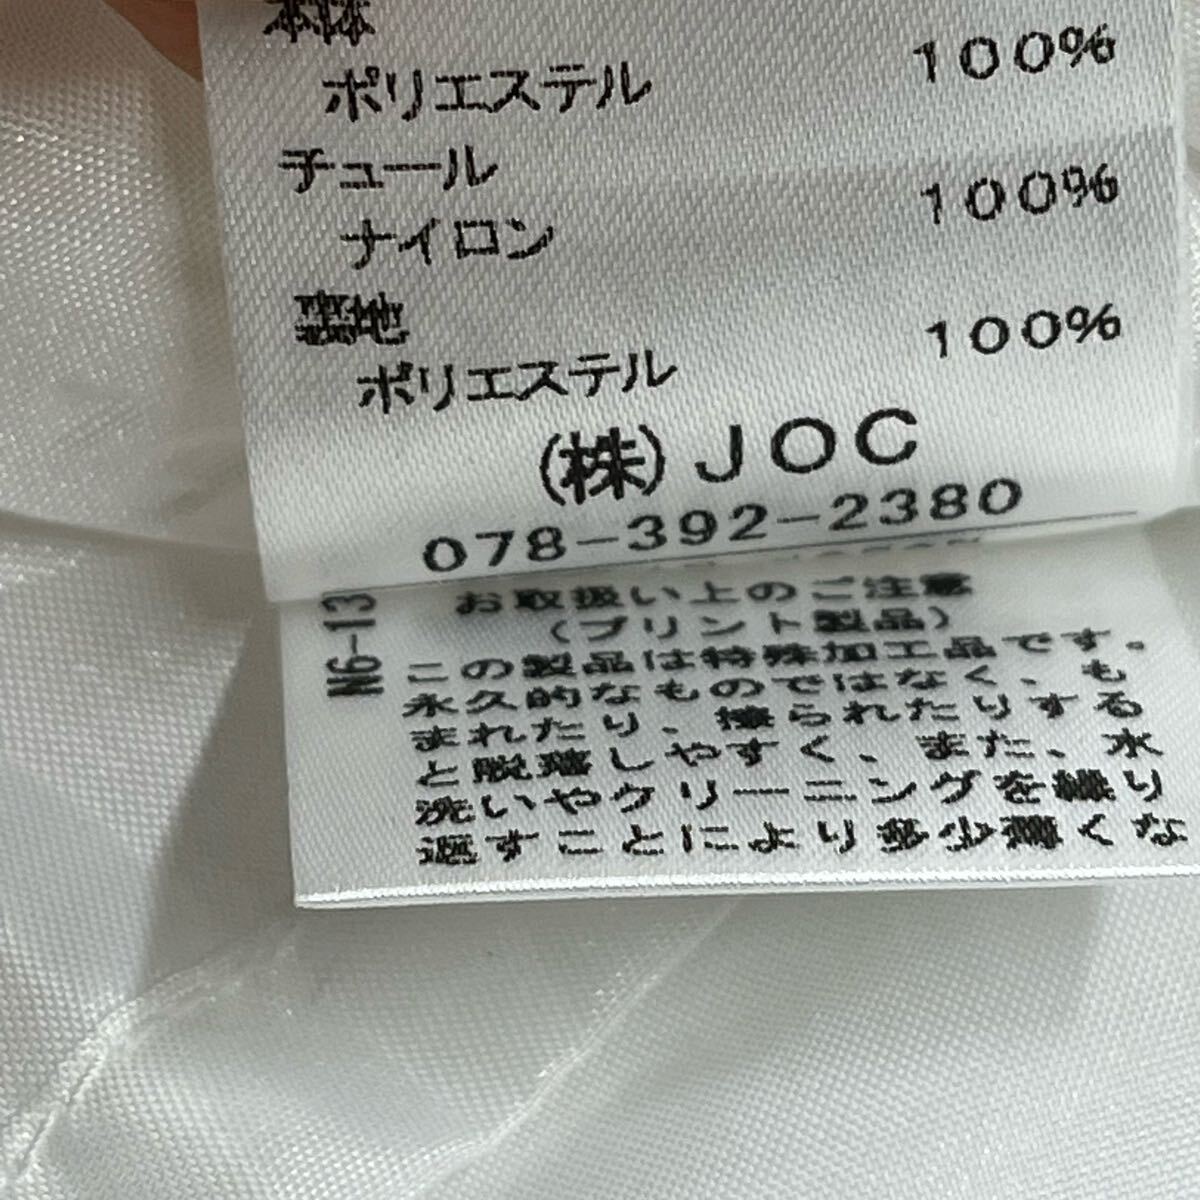 本体
ポリエステル 100%
チュール
ナイロン 100%
裏地
ポリエステル 100%
(株)JOC
078-392-2380
N6-13
お取扱い上のご注意
(プリント製品)
この製品は特殊加工品です。
永久的なものではなく、も
まれたり、擦られたりする
と脱落しやすく、また、水
洗いやクリーニングを繰り
返すことにより多少薄くな